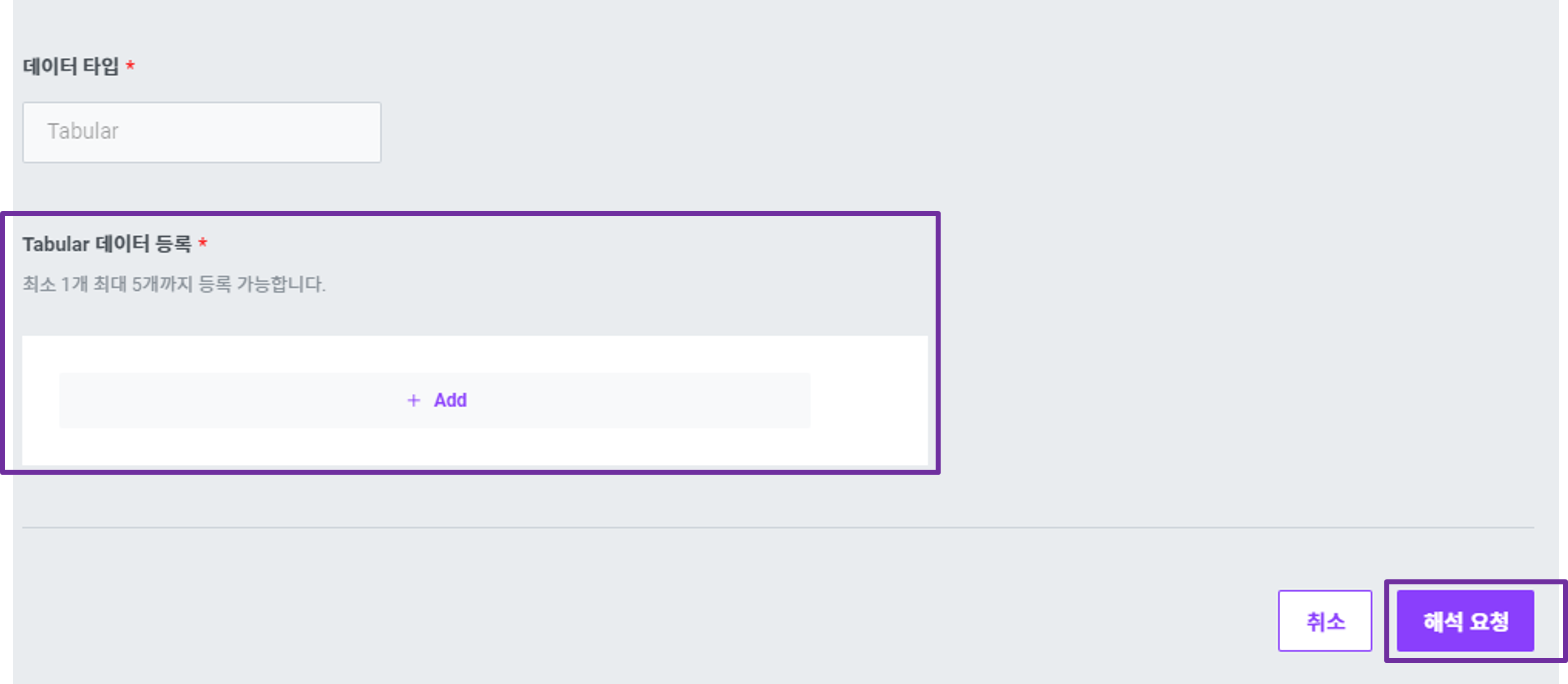 데이터 타입 *
Tabular
Tabular 데이터 등록 *
최소 1개 최대 5개까지 등록 가능합니다.
+ Add
취소
해석 요청